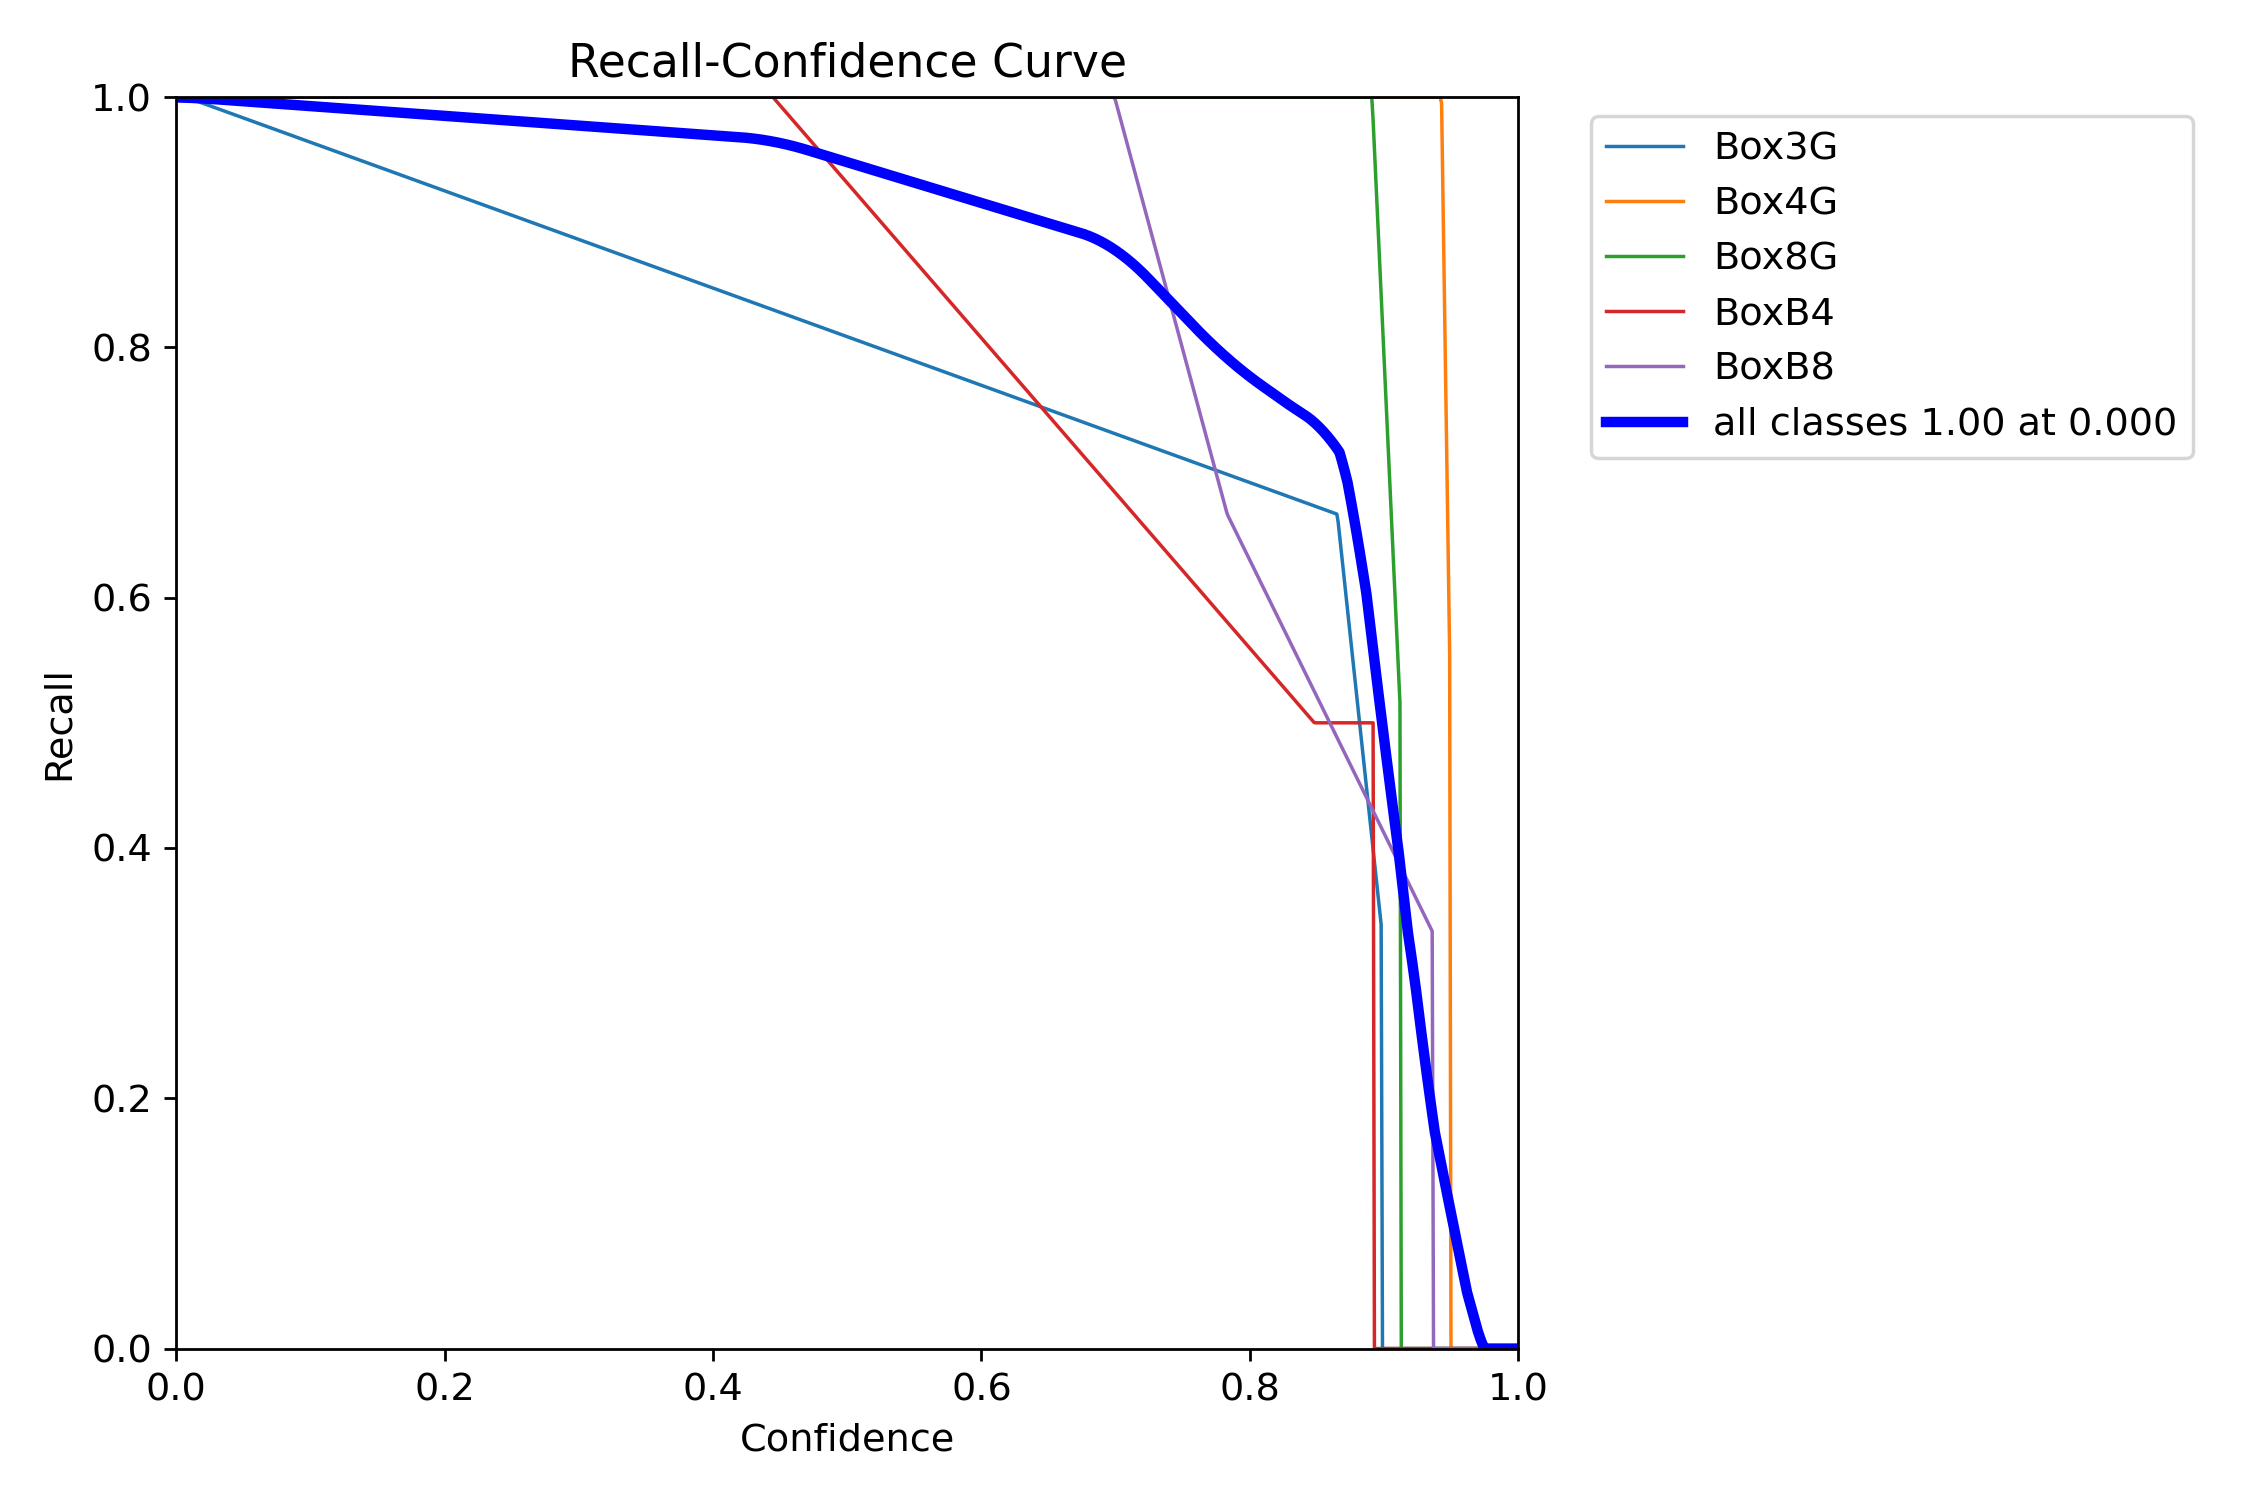 Recall-Confidence Curve
1.0
0.8
0.6
0.4
0.2
0.0
Recall
0.0 0.2 0.4 0.6 0.8 1.0
Confidence
Box3G
Box4G
Box8G
BoxB4
BoxB8
all classes 1.00 at 0.000